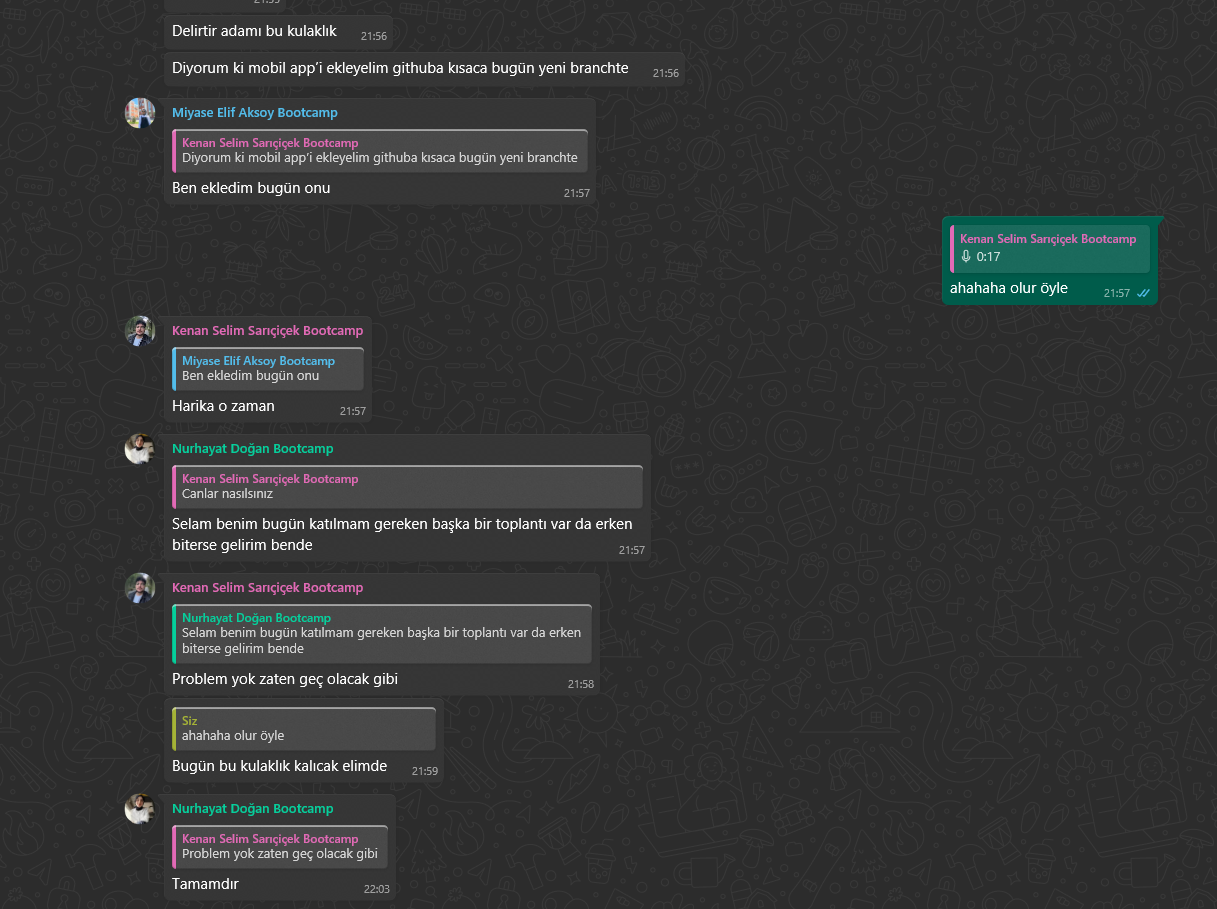 21:55
Delirtir adamı bu kulaklık 21:56
Diyorum ki mobil app'i ekleyelim githuba kısaca bugün yeni branchte 21:56
Miyase Elif Aksoy Bootcamp
Kenan Selim Sarıçiçek Bootcamp
Diyorum ki mobil app'i ekleyelim githuba kısaca bugün yeni branchte
Ben ekledim bugün onu 21:57
Kenan Selim Sarıçiçek Bootcamp
0:17
ahahaha olur öyle 21:57
Kenan Selim Sarıçiçek Bootcamp
Miyase Elif Aksoy Bootcamp
Ben ekledim bugün onu
Harika o zaman 21:57
Nurhayat Doğan Bootcamp
Kenan Selim Sarıçiçek Bootcamp
Canlar nasılsınız
Selam benim bugün katılmam gereken başka bir toplantı var da erken
biterse gelirim bende 21:57
Kenan Selim Sarıçiçek Bootcamp
Nurhayat Doğan Bootcamp
Selam benim bugün katılmam gereken başka bir toplantı var da erken
biterse gelirim bende
Problem yok zaten geç olacak gibi 21:58
Siz
ahahaha olur öyle
Bugün bu kulaklık kalıcak elimde 21:59
Nurhayat Doğan Bootcamp
Kenan Selim Sarıçiçek Bootcamp
Problem yok zaten geç olacak gibi
Tamamdır 22:03